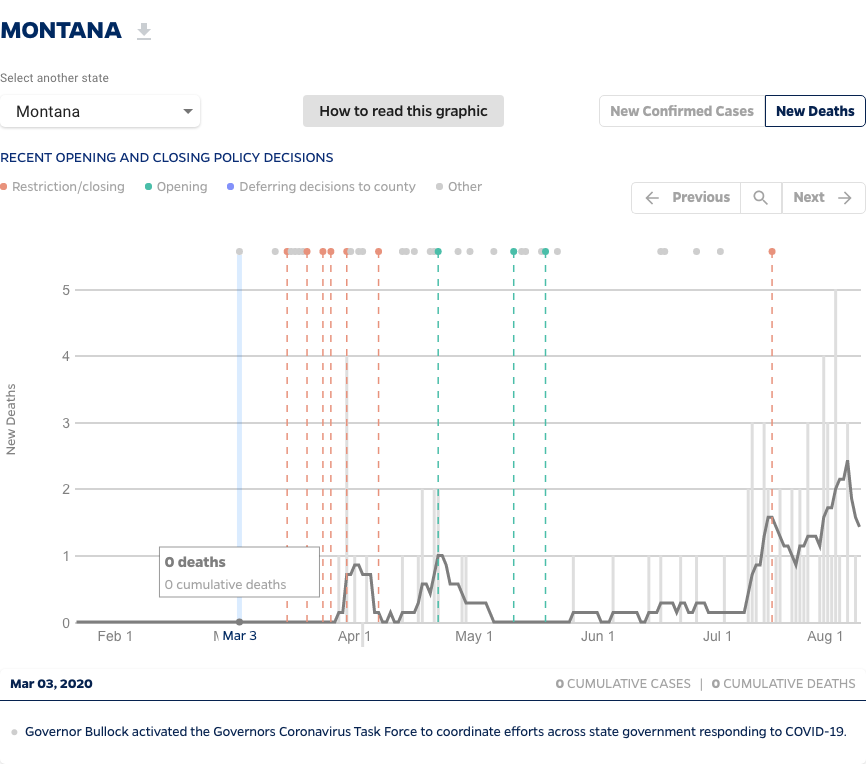 MONTANA
Select another state
Montana
How to read this graphic
New Confirmed Cases
New Deaths
RECENT OPENING AND CLOSING POLICY DECISIONS
Restriction/closing
Opening
Deferring decisions to county
Other
Previous
Next
5
4
3
2
1
0
New Deaths
0 deaths
0 cumulative deaths
Feb 1
Mar 3
Apr 1
May 1
Jun 1
Jul 1
Aug 1
Mar 03, 2020
0 CUMULATIVE CASES | 0 CUMULATIVE DEATHS
Governor Bullock activated the Governors Coronavirus Task Force to coordinate efforts across state government responding to COVID-19.